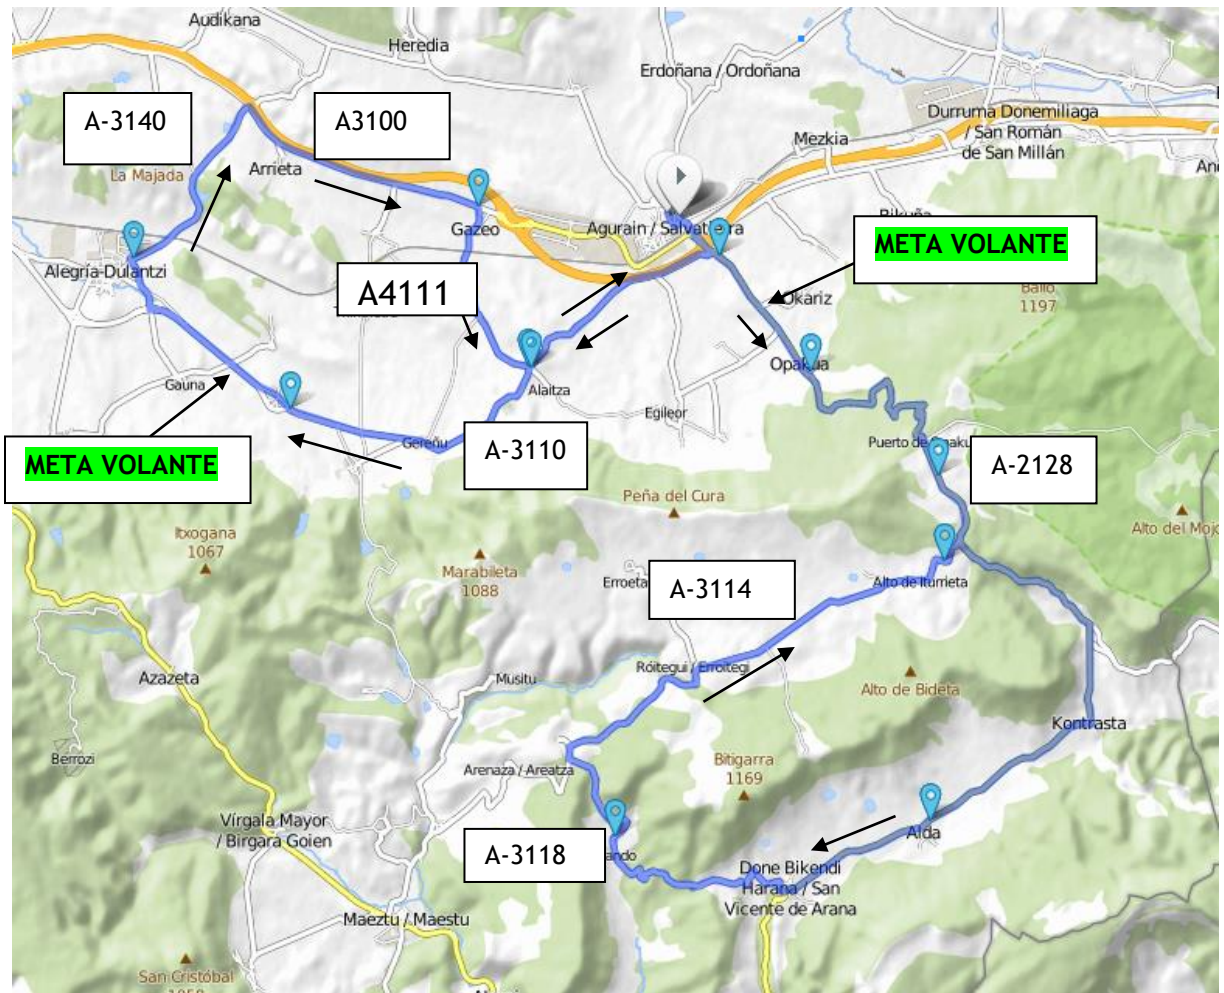 Audikana
Heredia
Erdoñana / Ordoñana
Durruma Donemiliaga
/ San Román
de San Millán
Mezkia
A-3140
A3100
La Majada
Arrieta
Gazeo
Agurain / Salvatierra
META VOLANTE
Alegría-Dulantzi
A4111
Okariz
1197
Opakua
Gauna
Alaitza
Egileor
Gereñu
Puerto de
META VOLANTE
A-3110
A-2128
Peña del Cura
Alto del
Itxogana
1067
Marabileta
1088
Alto de Iturrieta
A-3114
Róitegui / Erroitegi
Musitu
Azazeta
Alto de Bideta
Kontrasta
Berrozi
Arenaza / Areatza
Bitigarra
1169
Vírgala Mayor
/ Birgara Goien
A-3118
Alda
Done Bikendi
Harana / San
Vicente de Arana
Maeztu / Maestu
San Cristóbal